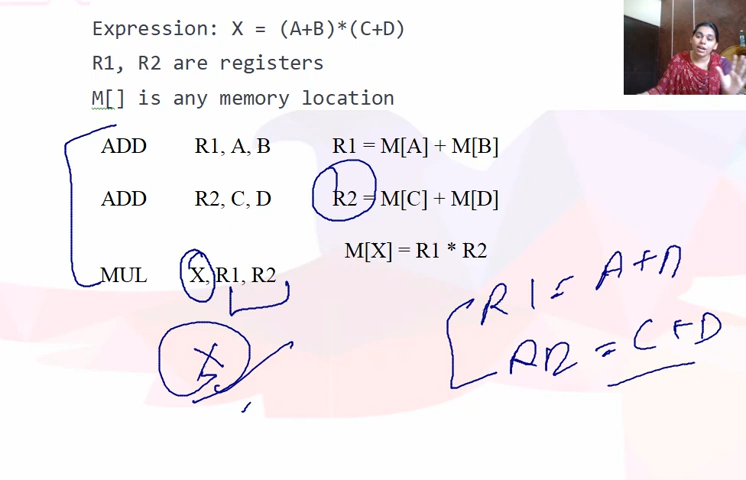 Expression: X = (A+B)*(C+D)
R1, R2 are registers
M[] is any memory location
ADD R1, A, B R1 = M[A] + M[B]
ADD R2, C, D R2 = M[C] + M[D]
M[X] = R1 * R2
MUL X, R1, R2
R1 = A+
X
R2 = C+D